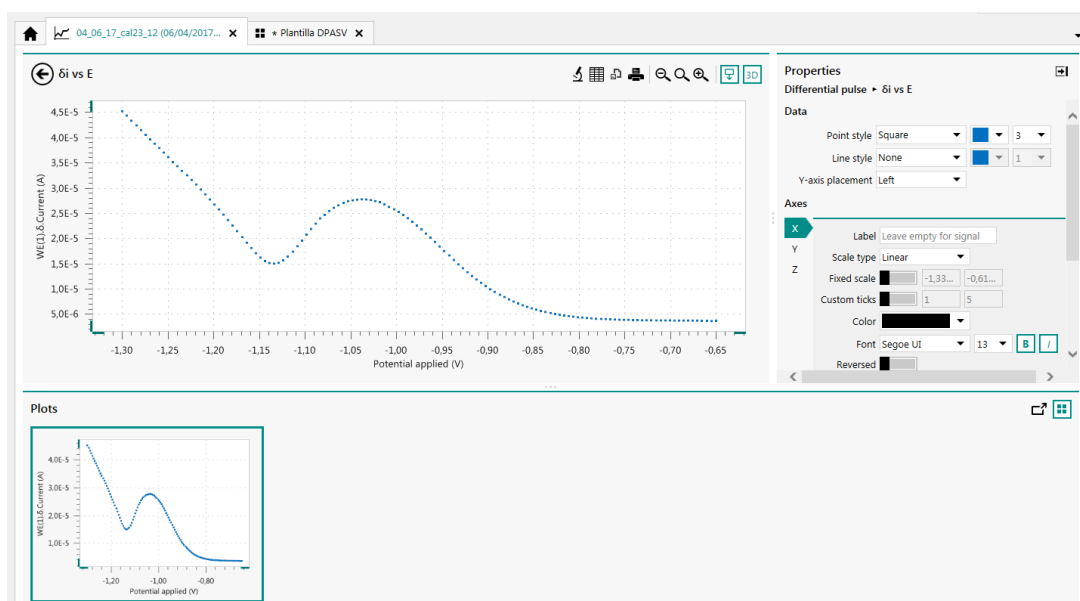 04_06_17_cal23_12 (06/04/2017...
* Plantilla DPASV
δi vs E
3D
WE(1).δ.Current (A)
4,5E-5
4,0E-5
3,5E-5
3,0E-5
2,5E-5
2,0E-5
1,5E-5
1,0E-5
5,0E-6
-1,30 -1,25 -1,20 -1,15 -1,10 -1,05 -1,00 -0,95 -0,90 -0,85 -0,80 -0,75 -0,70 -0,65
Potential applied (V)
Properties
Differential pulse ▸ δi vs E
Data
Point style Square 3
Line style None 1
Y-axis placement Left
Axes
X
Y
Z
Label Leave empty for signal
Scale type Linear
Fixed scale -1,33... -0,61...
Custom ticks 1 5
Color
Font Segoe UI 13 B I
Reversed
Plots
WE(1).δ.Current (A)
4,0E-5
3,0E-5
2,0E-5
1,0E-5
-1,20 -1,00 -0,80
Potential applied (V)